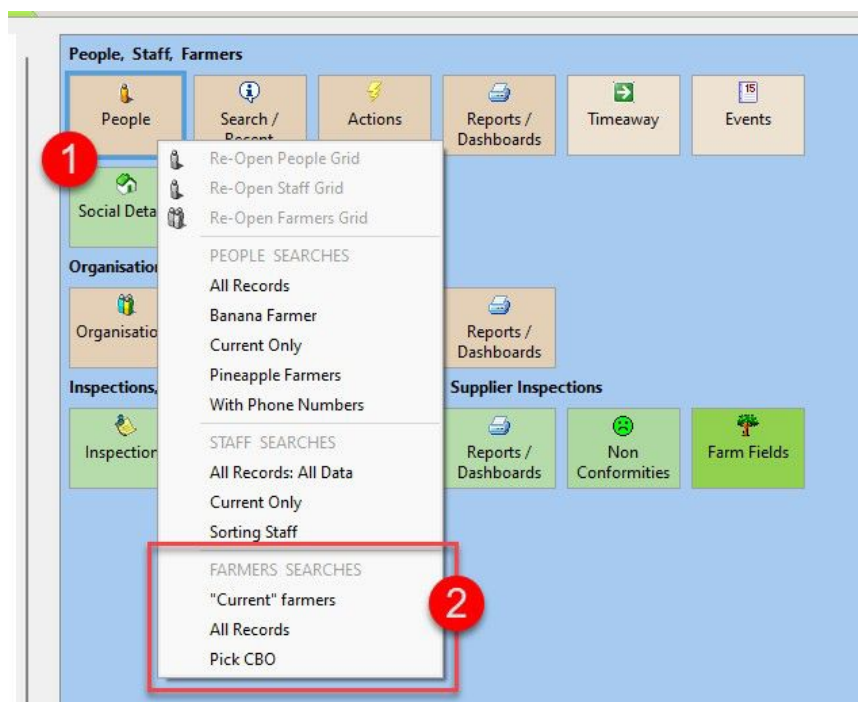 People, Staff, Farmers
People
Search /
Recent
Actions
Reports /
Dashboards
Timeaway
15
Events
1
Re-Open People Grid
Re-Open Staff Grid
Re-Open Farmers Grid
Social Deta
PEOPLE SEARCHES
All Records
Banana Farmer
Current Only
Pineapple Farmers
With Phone Numbers
Organisatio
Organisatio
Reports /
Dashboards
Inspections,
Supplier Inspections
STAFF SEARCHES
All Records: All Data
Current Only
Sorting Staff
Inspection
Reports /
Dashboards
Non
Conformities
Farm Fields
FARMERS SEARCHES
"Current" farmers
All Records
Pick CBO
2